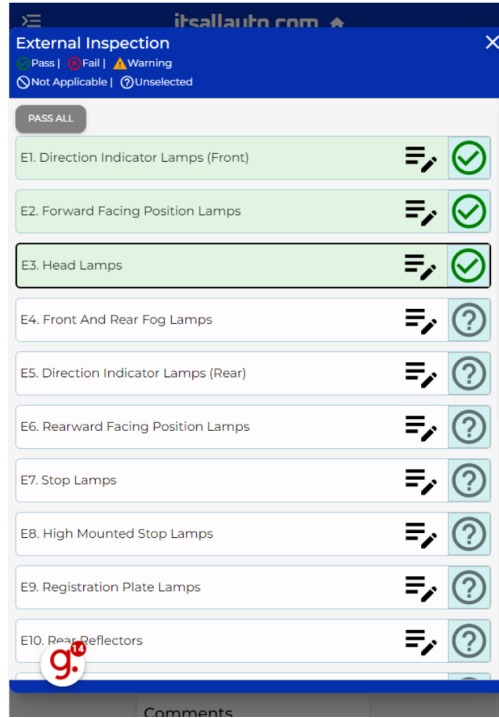 itsallauto.com
External Inspection
Pass | Fail | Warning
Not Applicable | Unselected
PASS ALL
E1. Direction Indicator Lamps (Front)
E2. Forward Facing Position Lamps
E3. Head Lamps
E4. Front And Rear Fog Lamps
E5. Direction Indicator Lamps (Rear)
E6. Rearward Facing Position Lamps
E7. Stop Lamps
E8. High Mounted Stop Lamps
E9. Registration Plate Lamps
E10. Rear Reflectors
g. 14
Comments